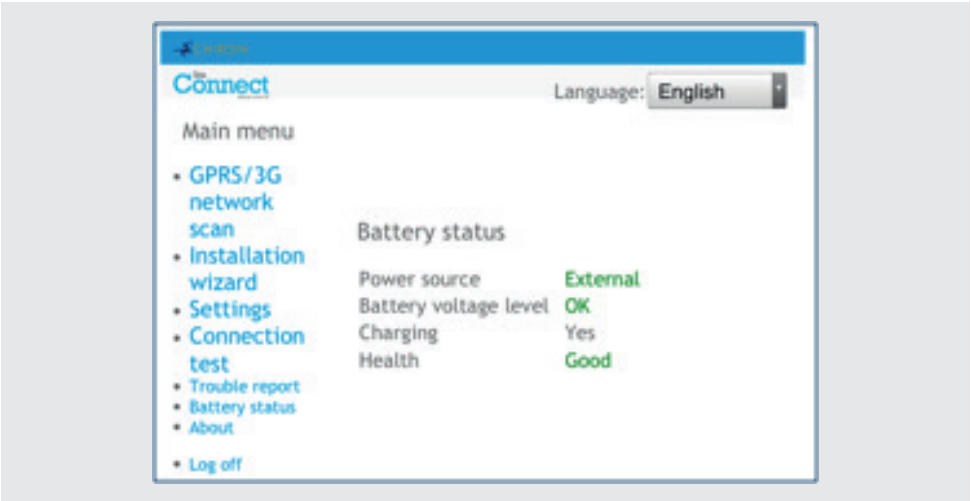 Connect
Language: English
Main menu
GPRS/3G
network
scan
Installation
wizard
Settings
Connection
test
Trouble report
Battery status
About
Log off
Battery status
Power source External
Battery voltage level OK
Charging Yes
Health Good